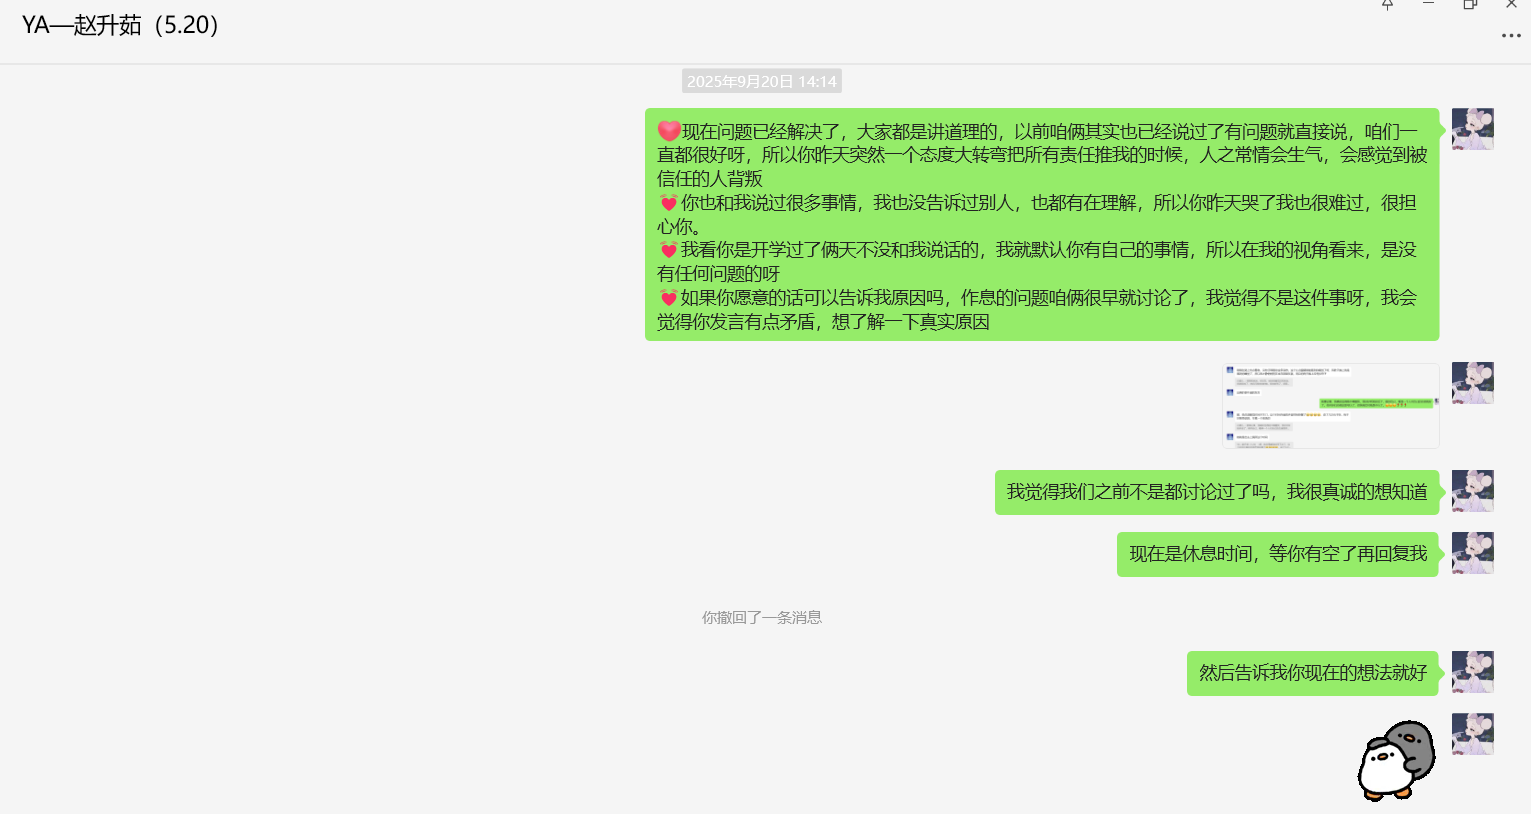 YA—赵升茹（5.20）
2025年9月20日 14:14
现在问题已经解决了，大家都是讲道理的，以前咱俩其实也已经说过了有问题就直接说，咱们一
直都很好呀，所以你昨天突然一个态度大转弯把所有责任推我的时候，人之常情会生气，会感觉到被
信任的人背叛
你也和我说过很多事情，我也没告诉过别人，也都有在理解，所以你昨天哭了我也很难过，很担
心你。
我看你是开学过了俩天不没和我说话的，我就默认你有自己的事情，所以在我的视角看来，是没
有任何问题的呀
如果你愿意的话可以告诉我原因吗，作息的问题咱俩很早就讨论了，我觉得不是这件事呀，我会
觉得你发言有点矛盾，想了解一下真实原因
我觉得我们之前不是都讨论过了吗，我很真诚的想知道
现在是休息时间，等你有空了再回复我
你撤回了一条消息
然后告诉我你现在的想法就好